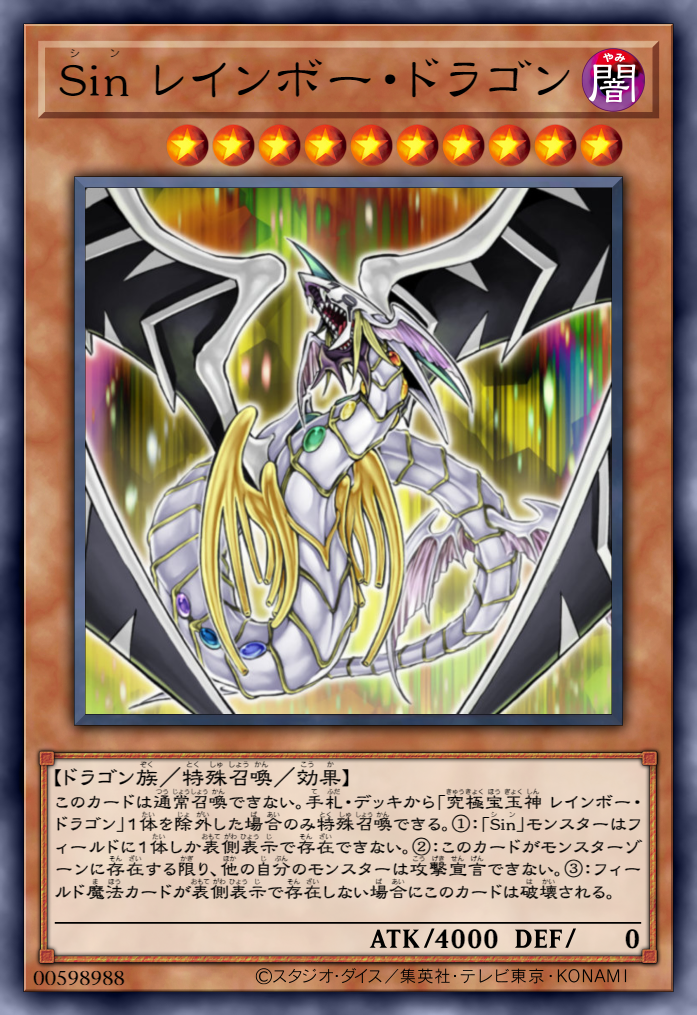 Sin レインボー・ドラゴン
闇
【ドラゴン族／特殊召喚／効果】
このカードは通常召喚できない。手札・デッキから「究極宝玉神 レインボー・
ドラゴン」1体を除外した場合のみ特殊召喚できる。①：「Sin」モンスターはフ
ィールドに1体しか表側表示で存在できない。②：このカードがモンスターゾ
ーンに存在する限り、他の自分のモンスターは攻撃宣言できない。③：フィー
ルド魔法カードが表側表示で存在しない場合にこのカードは破壊される。
ATK/4000 DEF/ 0
00598988 ©スタジオ・ダイス／集英社・テレビ東京・KONAMI